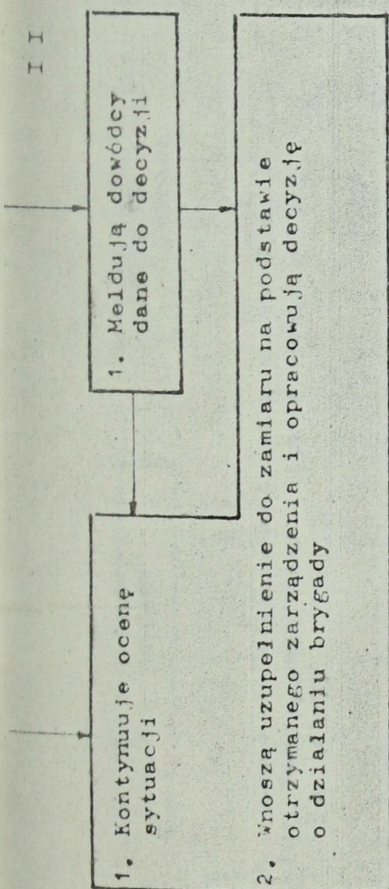 I I
1. Meldują dowódcy
dane do decyzji
1. Kontynuuje ocenę
sytuacji
2. Wnoszą uzupełnienie do zamiaru na podstawie
otrzymanego zarządzenia i opracowują decyzję
o działaniu brygady